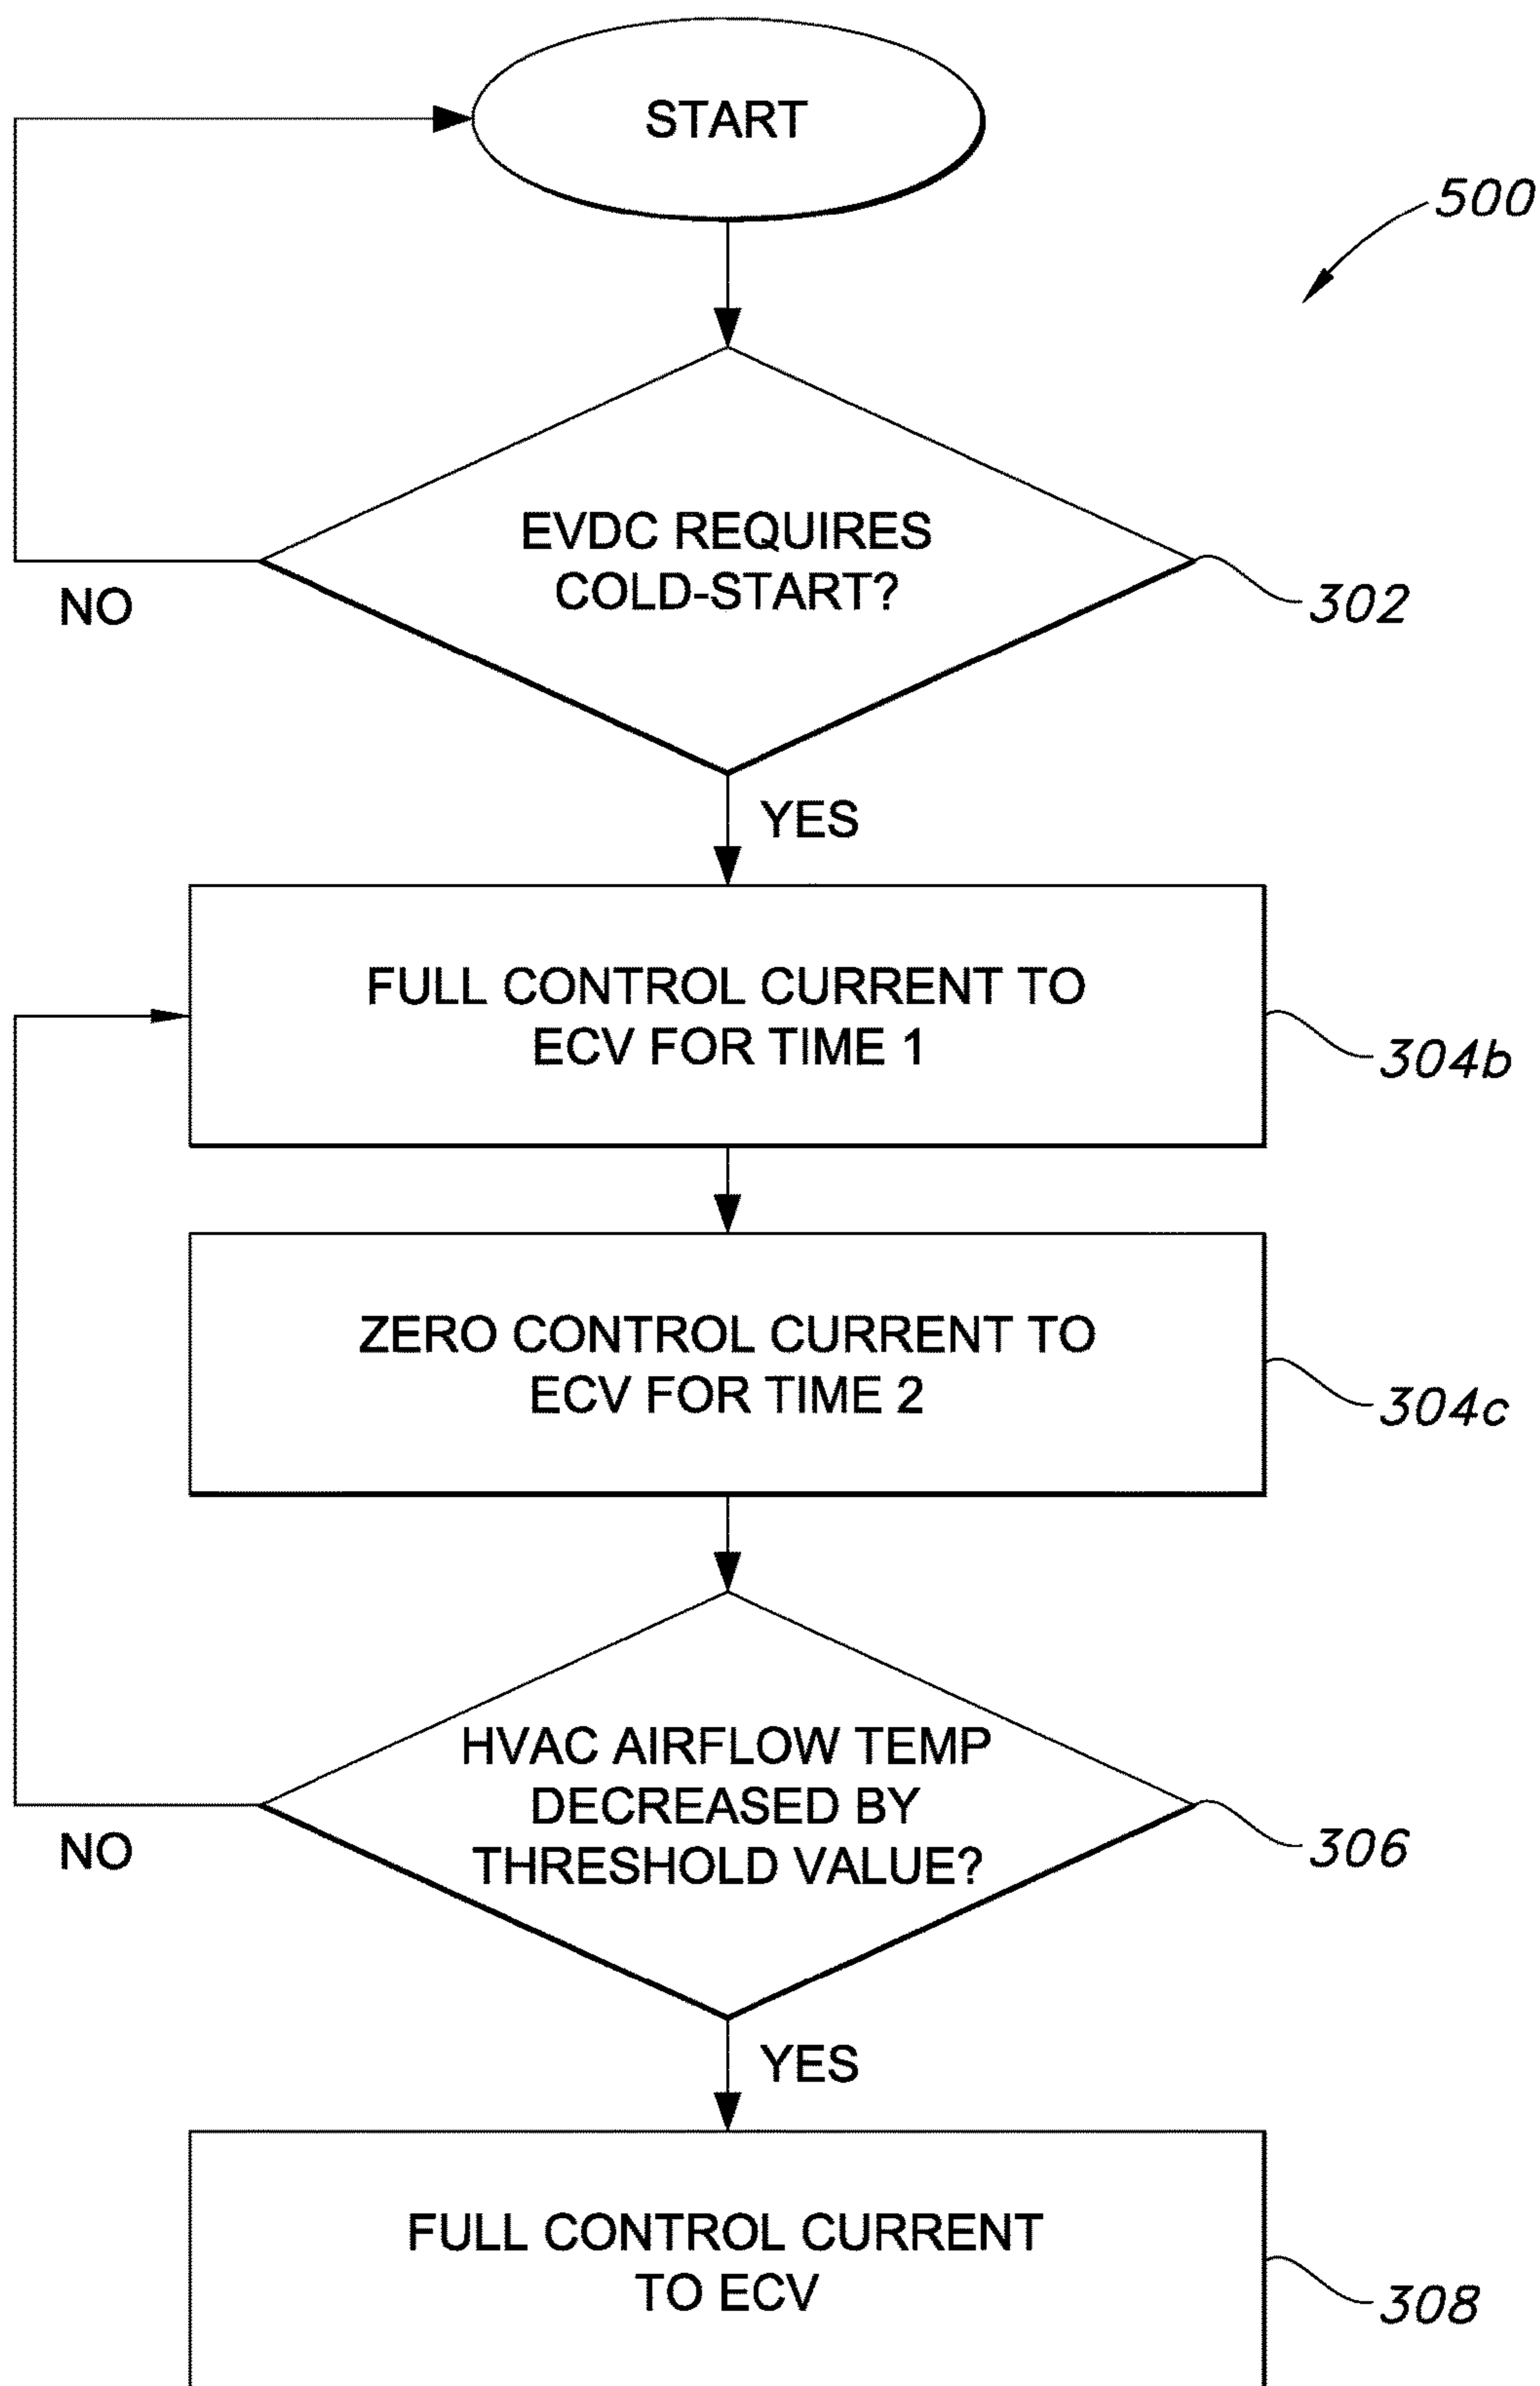 START
500
EVDC REQUIRES
COLD-START?
302
NO
YES
FULL CONTROL CURRENT TO
ECV FOR TIME 1
304b
ZERO CONTROL CURRENT TO
ECV FOR TIME 2
304c
HVAC AIRFLOW TEMP
DECREASED BY
THRESHOLD VALUE?
306
NO
YES
FULL CONTROL CURRENT
TO ECV
308